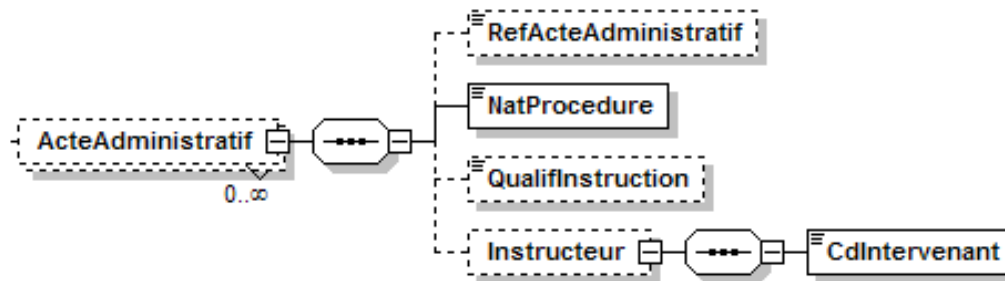 RefActeAdministratif
NatProcedure
ActeAdministratif
0..∞
QualifInstruction
Instructeur
CdIntervenant